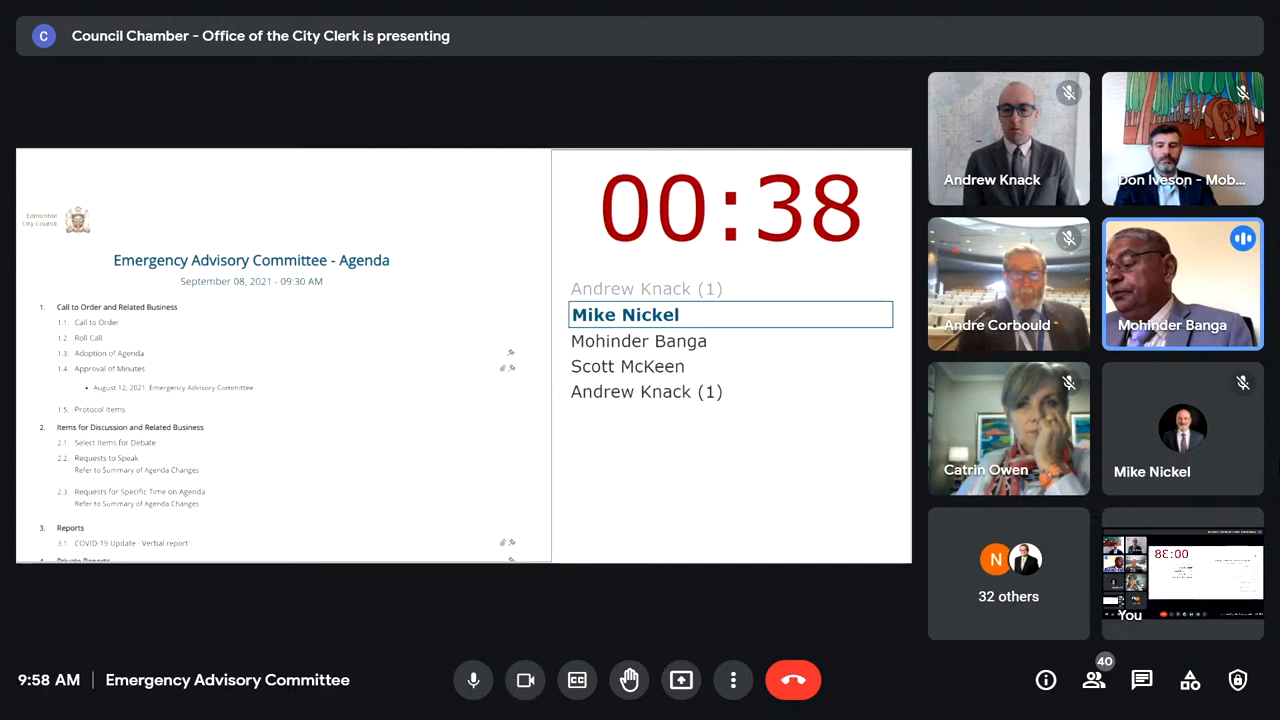 C Council Chamber - Office of the City Clerk is presenting
Edmonton
City Council
Emergency Advisory Committee - Agenda
September 08, 2021 - 09:30 AM
1. Call to Order and Related Business
1.1. Call to Order
1.2. Roll Call
1.3. Adoption of Agenda
1.4. Approval of Minutes
• August 12, 2021, Emergency Advisory Committee
1.5. Protocol Items
2. Items for Discussion and Related Business
2.1. Select Items for Debate
2.2. Requests to Speak
Refer to Summary of Agenda Changes
2.3. Requests for Specific Time on Agenda
Refer to Summary of Agenda Changes
3. Reports
3.1. COVID-19 Update - Verbal report
4. Private Reports
00:38
Andrew Knack (1)
Mike Nickel
Mohinder Banga
Scott McKeen
Andrew Knack (1)
Andrew Knack
Don Iveson - Mob...
Andre Corbould
Mohinder Banga
Catrin Owen
Mike Nickel
N
32 others
00:38
You
9:58 AM | Emergency Advisory Committee
CC
40